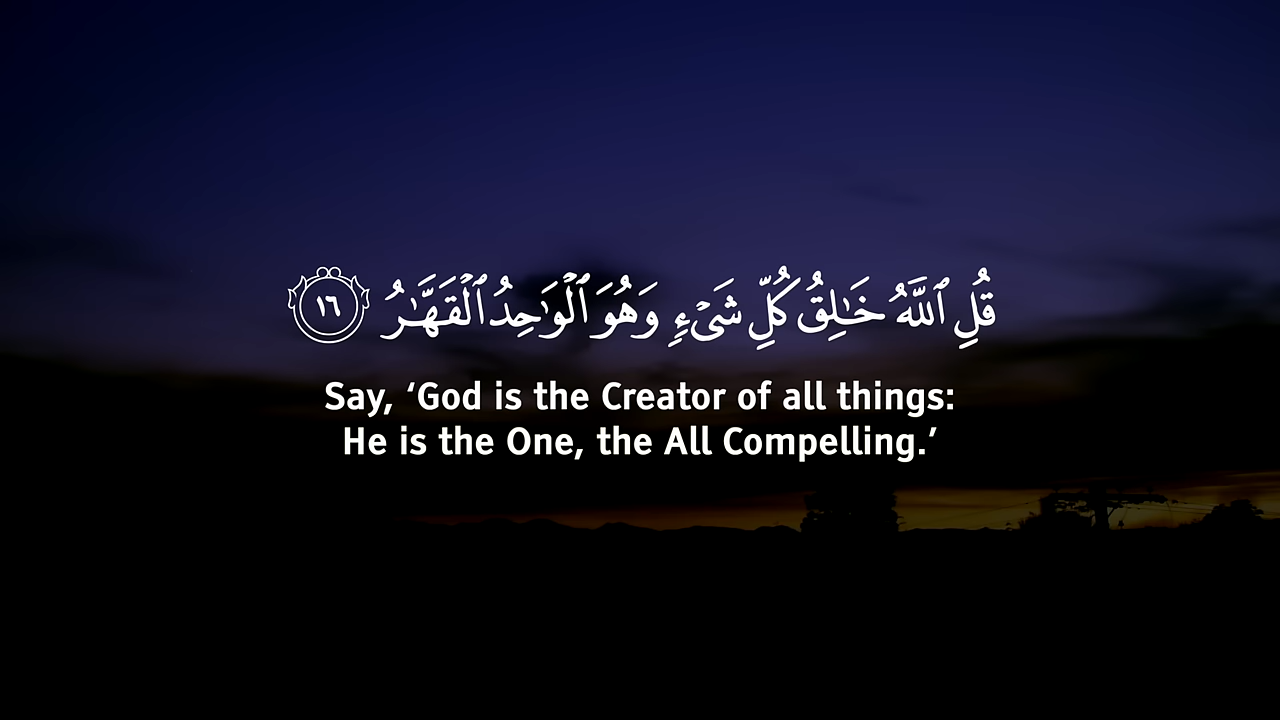 قُلِ ٱللَّهُ خَـٰلِقُ كُلِّ شَىْءٍ وَهُوَ ٱلْوَٰحِدُ ٱلْقَهَّـٰرُ ١٦
Say, ‘God is the Creator of all things:
He is the One, the All Compelling.’